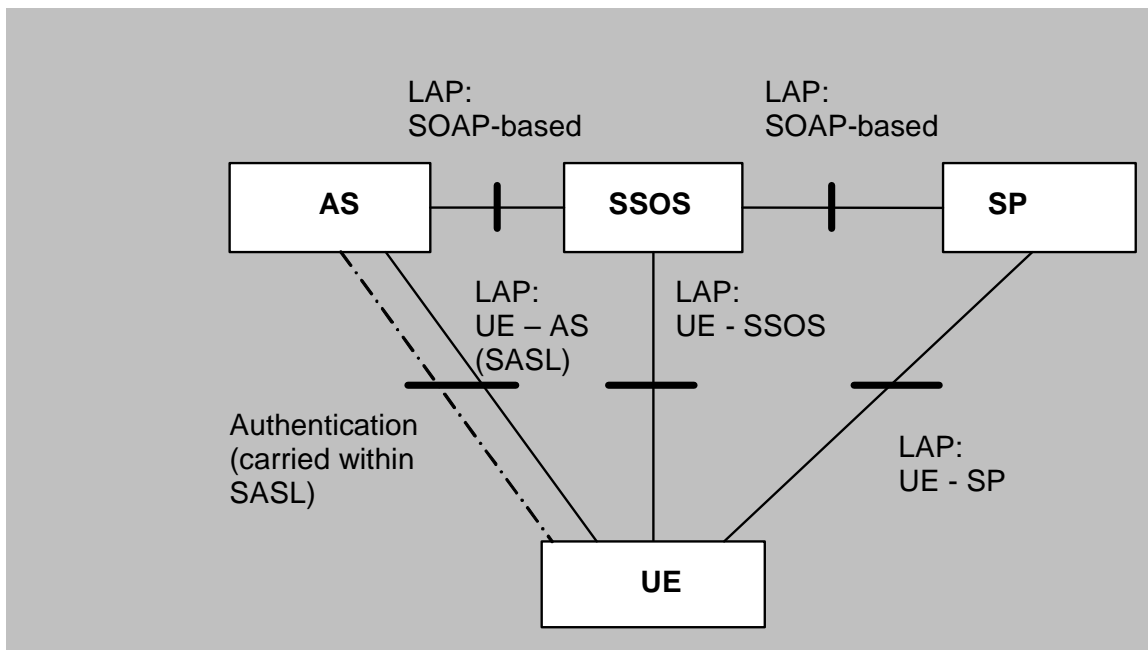 LAP:
SOAP-based
LAP:
SOAP-based
AS
SSOS
SP
LAP:
UE – AS
(SASL)
LAP:
UE - SSOS
Authentication
(carried within
SASL)
LAP:
UE - SP
UE